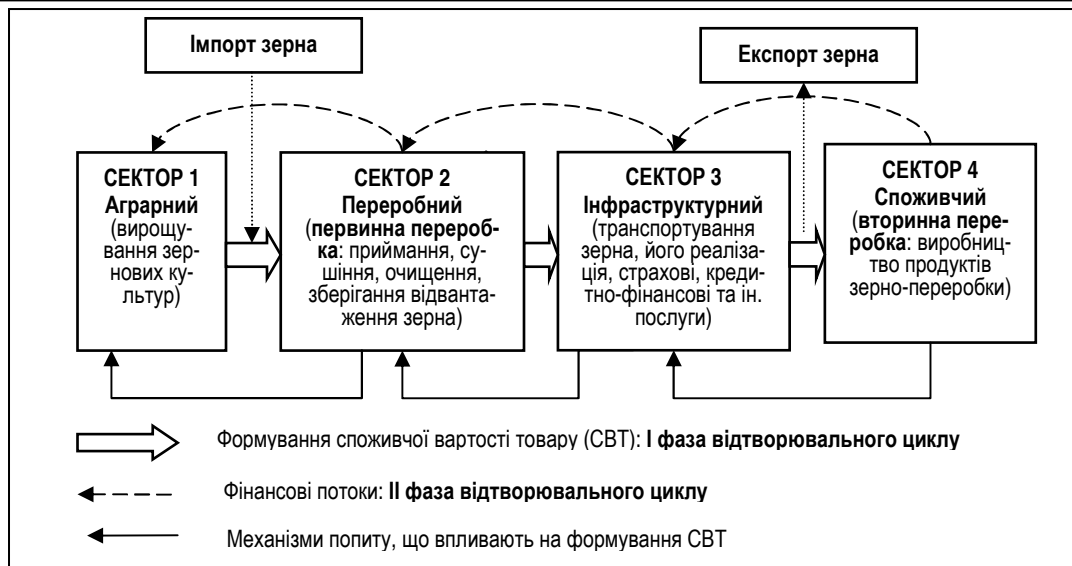 Імпорт зерна
Експорт зерна
СЕКТОР 1
Аграрний
(вирощу-
вання зер-
нових ку-
льтур)
СЕКТОР 2
Переробний
(первинна перероб-
ка: приймання, су-
шіння, очищення,
зберігання відванта-
ження зерна)
СЕКТОР 3
Інфраструктурний
(транспортування
зерна, його реаліза-
ція, страхові, креди-
тно-фінансові та ін.
послуги)
СЕКТОР 4
Споживчий
(вторинна пере-
робка: виробниц-
тво продуктів
зерно-переробки)
Формування споживчої вартості товару (СВТ): І фаза відтворювального циклу
Фінансові потоки: ІІ фаза відтворювального циклу
Механізми попиту, що впливають на формування СВТ